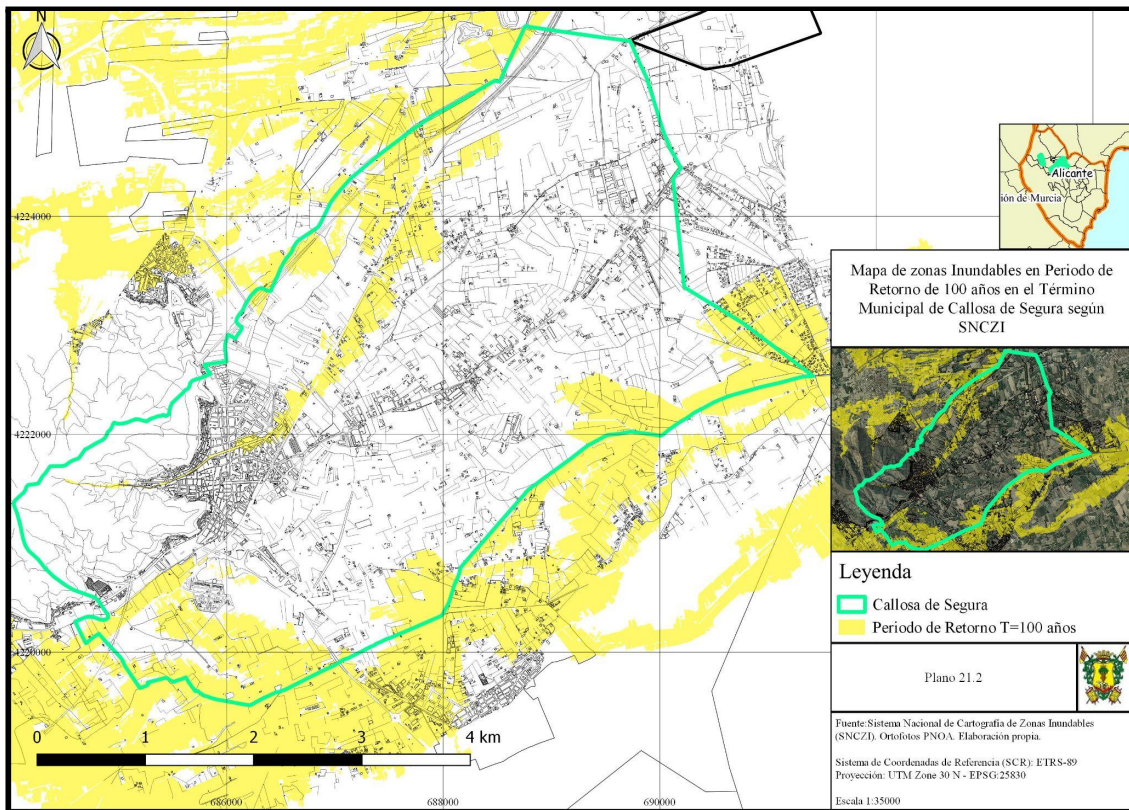 4224000
4222000
4220000
686000
688000
690000
0 1 2 3 4 km
Alicante
ión de Murcia
Mapa de zonas Inundables en Periodo de
Retorno de 100 años en el Término
Municipal de Callosa de Segura según
SNCZI
Leyenda
Callosa de Segura
Periodo de Retorno T=100 años
Plano 21.2
Fuente:Sistema Nacional de Cartografía de Zonas Inundables
(SNCZI). Ortofotos PNOA. Elaboración propia.
Sistema de Coordenadas de Referencia (SCR): ETRS-89
Proyección: UTM Zone 30 N - EPSG:25830
Escala 1:35000